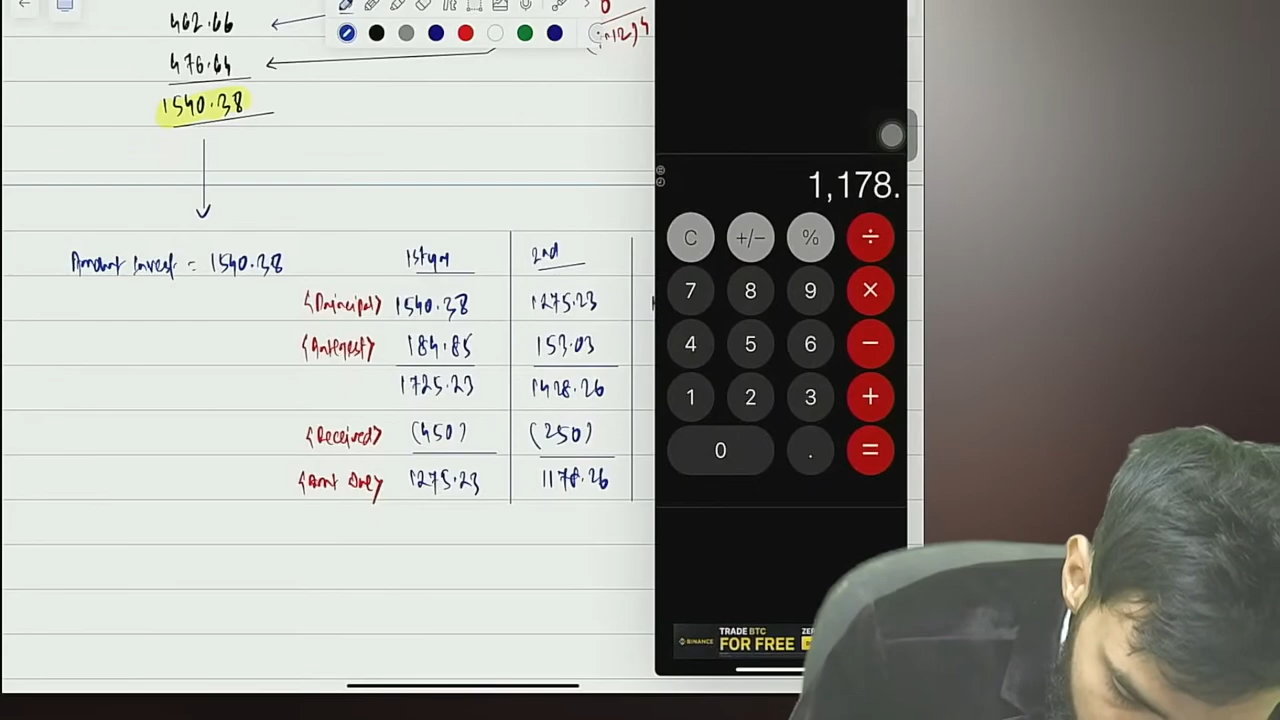 462.66
476.64
1540.38
1,178.
Amount Invest = 1540.38 1st yr 2nd
{Principal} 1540.38 1275.23
{Interest} 184.85 153.03
1725.23 1428.26
{Received} (450) (250)
{Amt Due} 1275.23 1178.26
C +/- % ÷
7 8 9 ×
4 5 6 −
1 2 3 +
0 . =
BINANCE
TRADE BTC
FOR FREE